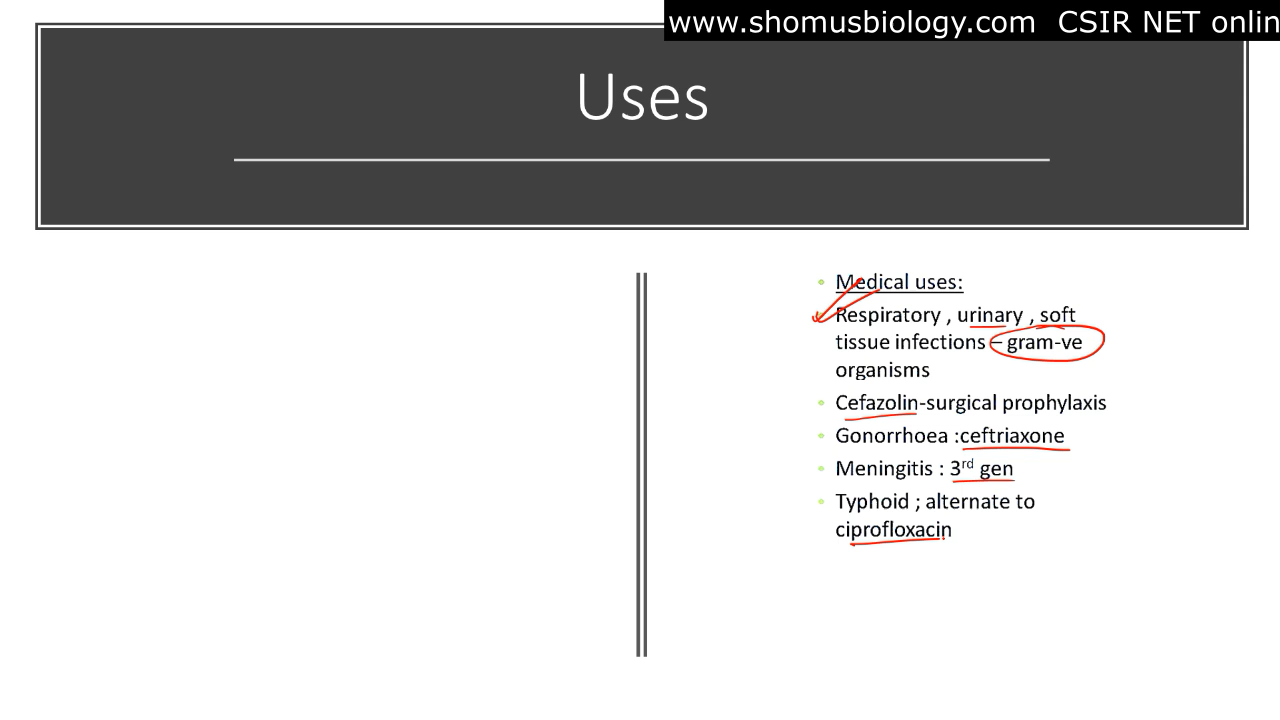 www.shomusbiology.com CSIR NET onlin
Uses
Medical uses:
Respiratory , urinary , soft
tissue infections – gram-ve
organisms
Cefazolin-surgical prophylaxis
Gonorrhoea :ceftriaxone
Meningitis : 3rd gen
Typhoid ; alternate to
ciprofloxacin